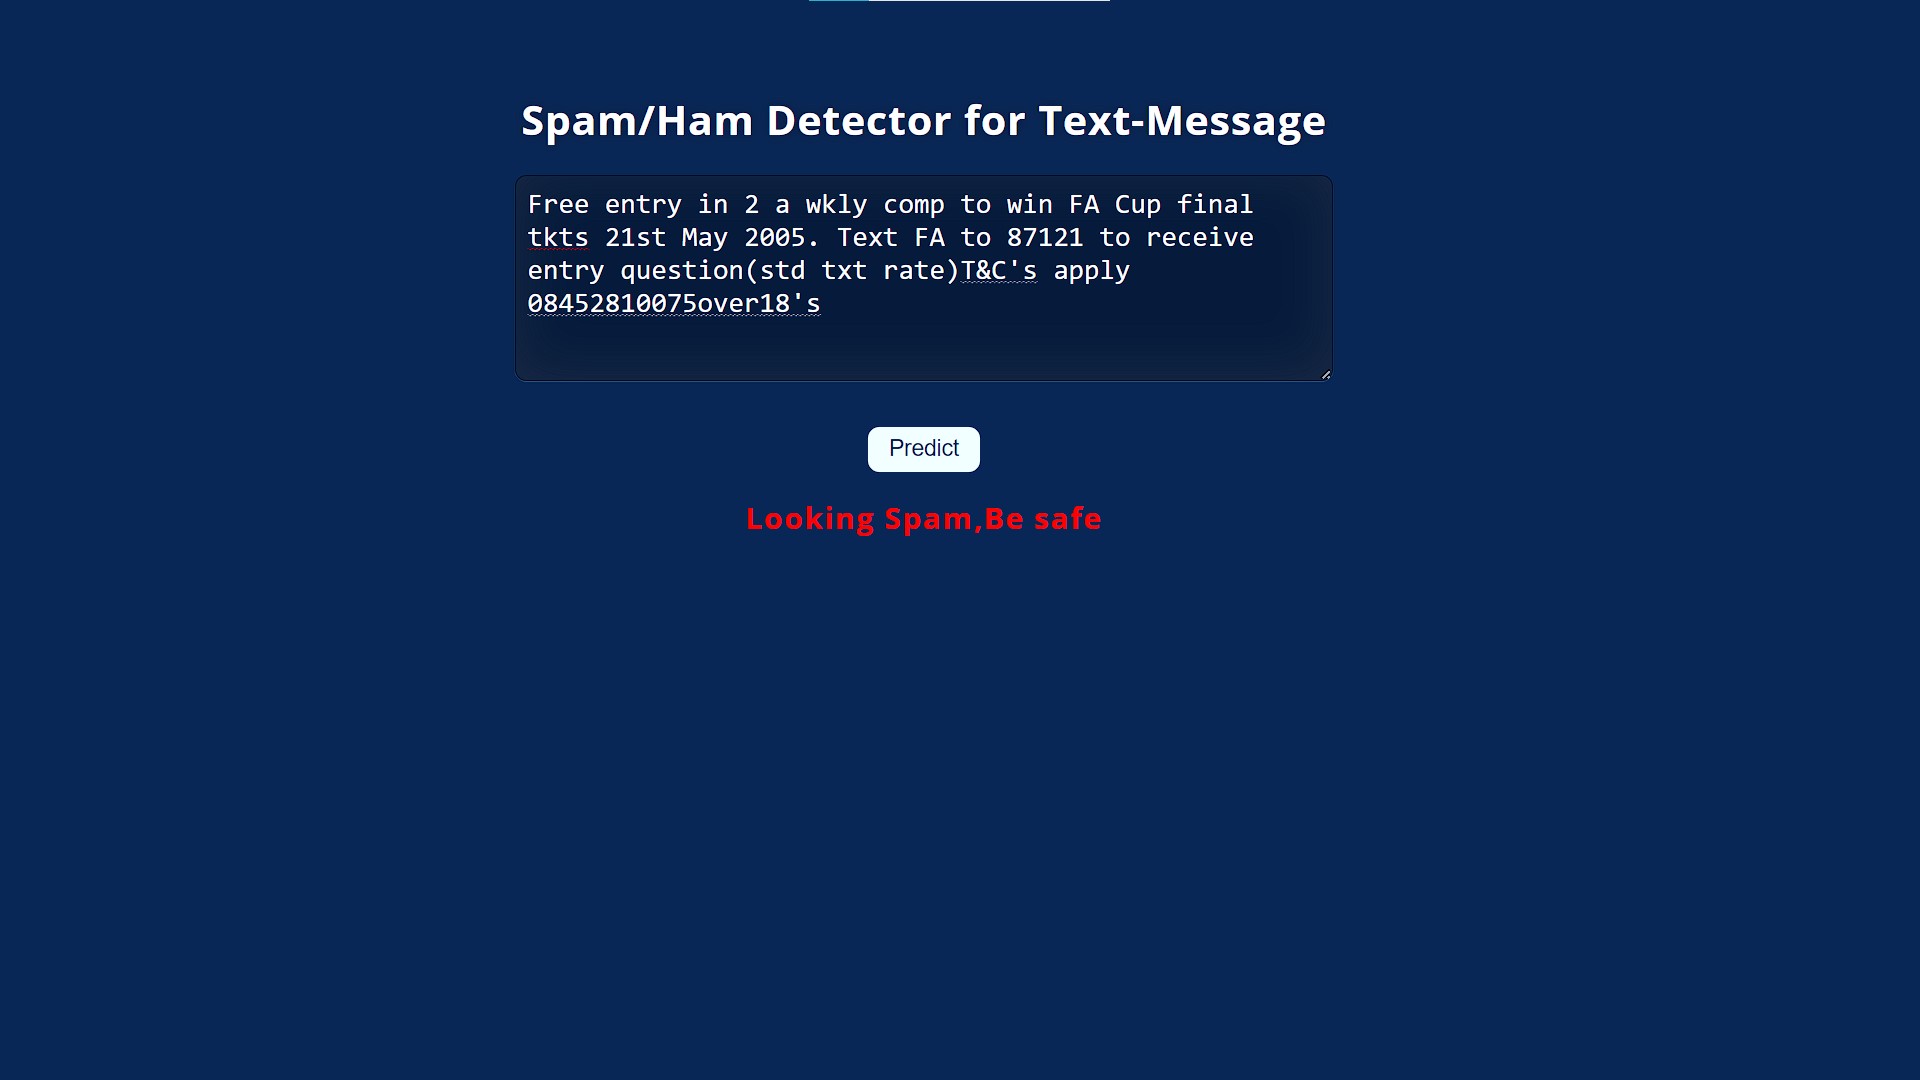 Spam/Ham Detector for Text-Message
Free entry in 2 a wkly comp to win FA Cup final
tkts 21st May 2005. Text FA to 87121 to receive
entry question(std txt rate)T&C's apply
08452810075over18's
Predict
Looking Spam,Be safe